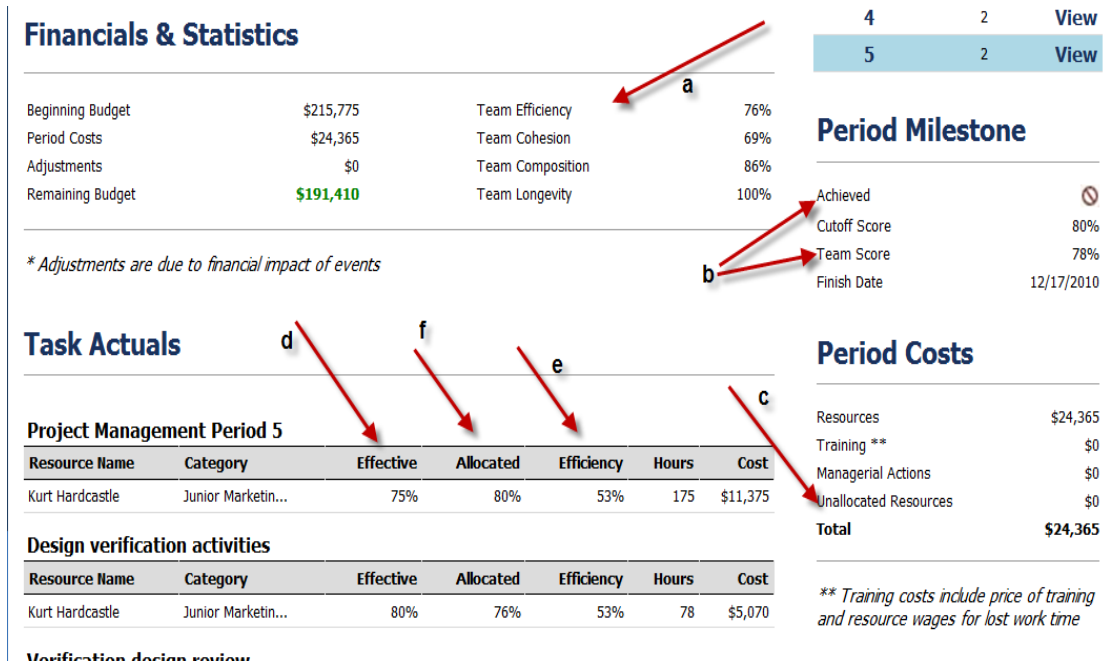 Financials & Statistics
Beginning Budget $215,775 Team Efficiency 76%
Period Costs $24,365 Team Cohesion 69%
Adjustments $0 Team Composition 86%
Remaining Budget $191,410 Team Longevity 100%
a
* Adjustments are due to financial impact of events
4 2 View
5 2 View
Period Milestone
Achieved
Cutoff Score 80%
Team Score 78%
Finish Date 12/17/2010
b
Task Actuals
d
f
e
Project Management Period 5
Resource Name Category Effective Allocated Efficiency Hours Cost
Kurt Hardcastle Junior Marketin... 75% 80% 53% 175 $11,375
Design verification activities
Resource Name Category Effective Allocated Efficiency Hours Cost
Kurt Hardcastle Junior Marketin... 80% 76% 53% 78 $5,070
Verification design review
Period Costs
c
Resources $24,365
Training ** $0
Managerial Actions $0
Unallocated Resources $0
Total $24,365
** Training costs include price of training
and resource wages for lost work time